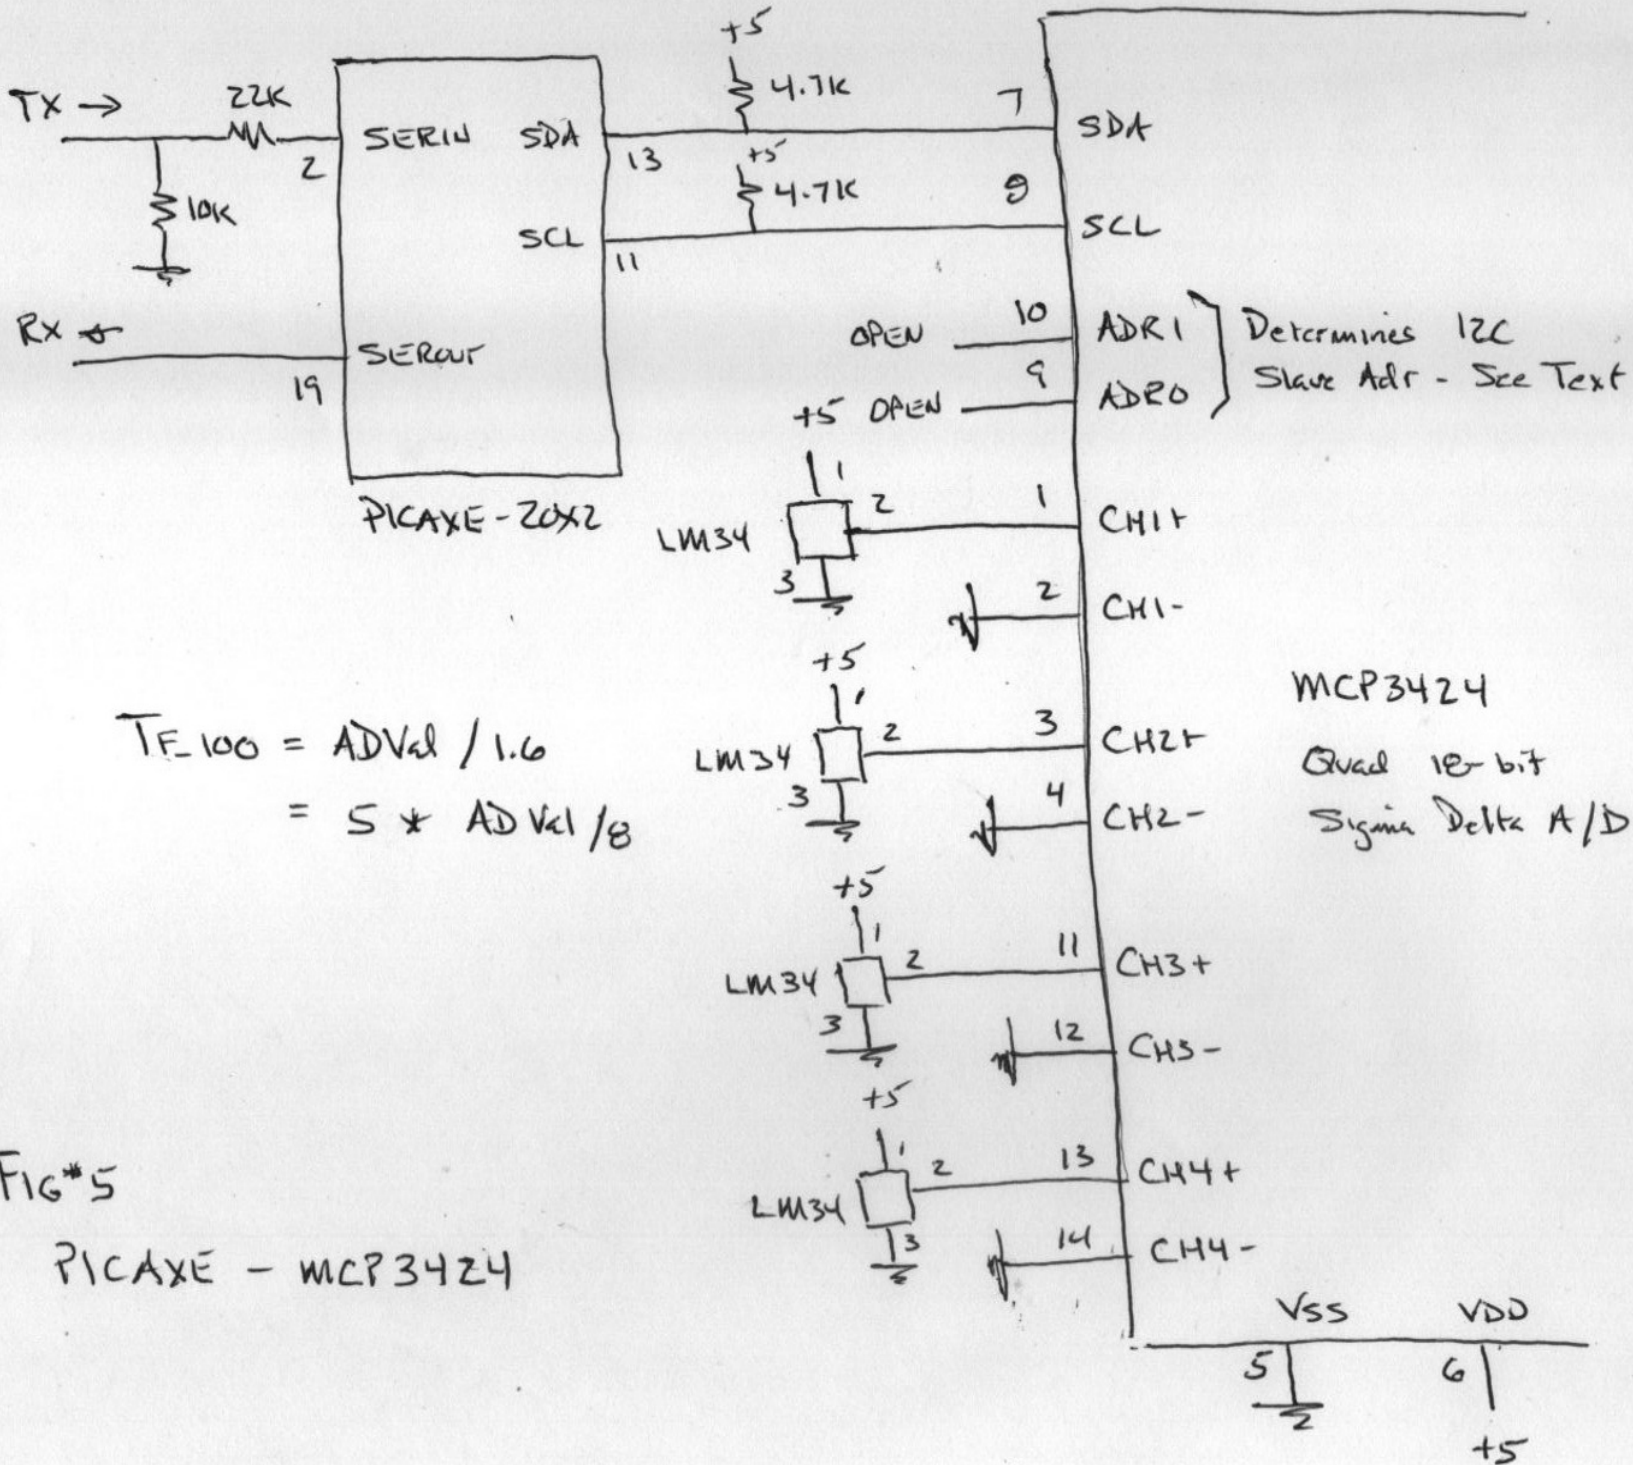 TX →
22K
10K
RX ←
2
19
SERIN
SDA
SCL
SEROUT
PICAXE-20X2
13
11
+5
4.7K
+5
4.7K
7
SDA
8
SCL
OPEN
10
ADR1
OPEN
9
ADR0
Determines I2C
Slave Adr - See Text
+5
1
LM34
2
3
1
CH1+
2
CH1-
+5
1
LM34
2
3
3
CH2+
4
CH2-
MCP3424
Quad 18-bit
Sigma Delta A/D
TF_100 = ADVal / 1.6
= 5 * ADVal/8
+5
1
LM34
2
3
11
CH3+
12
CH3-
+5
1
LM34
2
3
13
CH4+
14
CH4-
FIG #5
PICAXE - MCP3424
VSS
VDD
5
6
+5